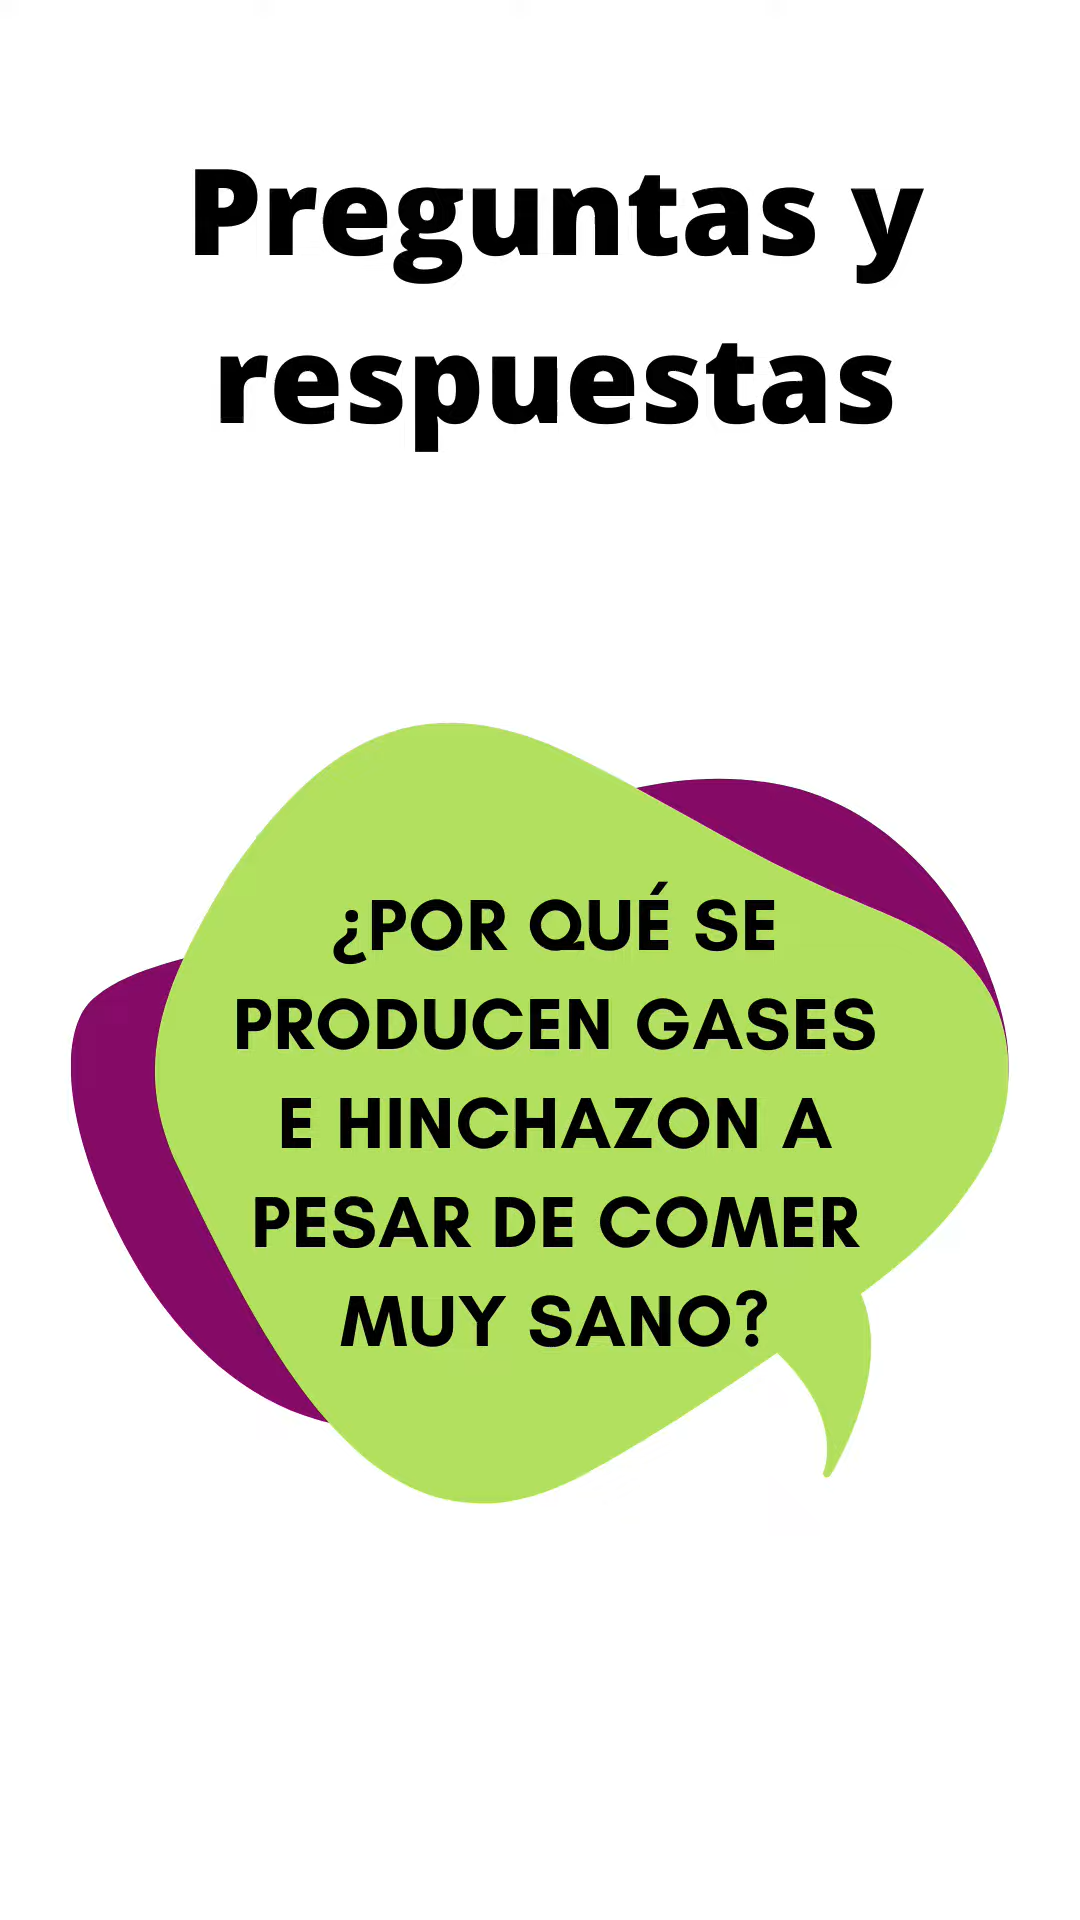 Preguntas y
respuestas
¿POR QUÉ SE
PRODUCEN GASES
E HINCHAZON A
PESAR DE COMER
MUY SANO?